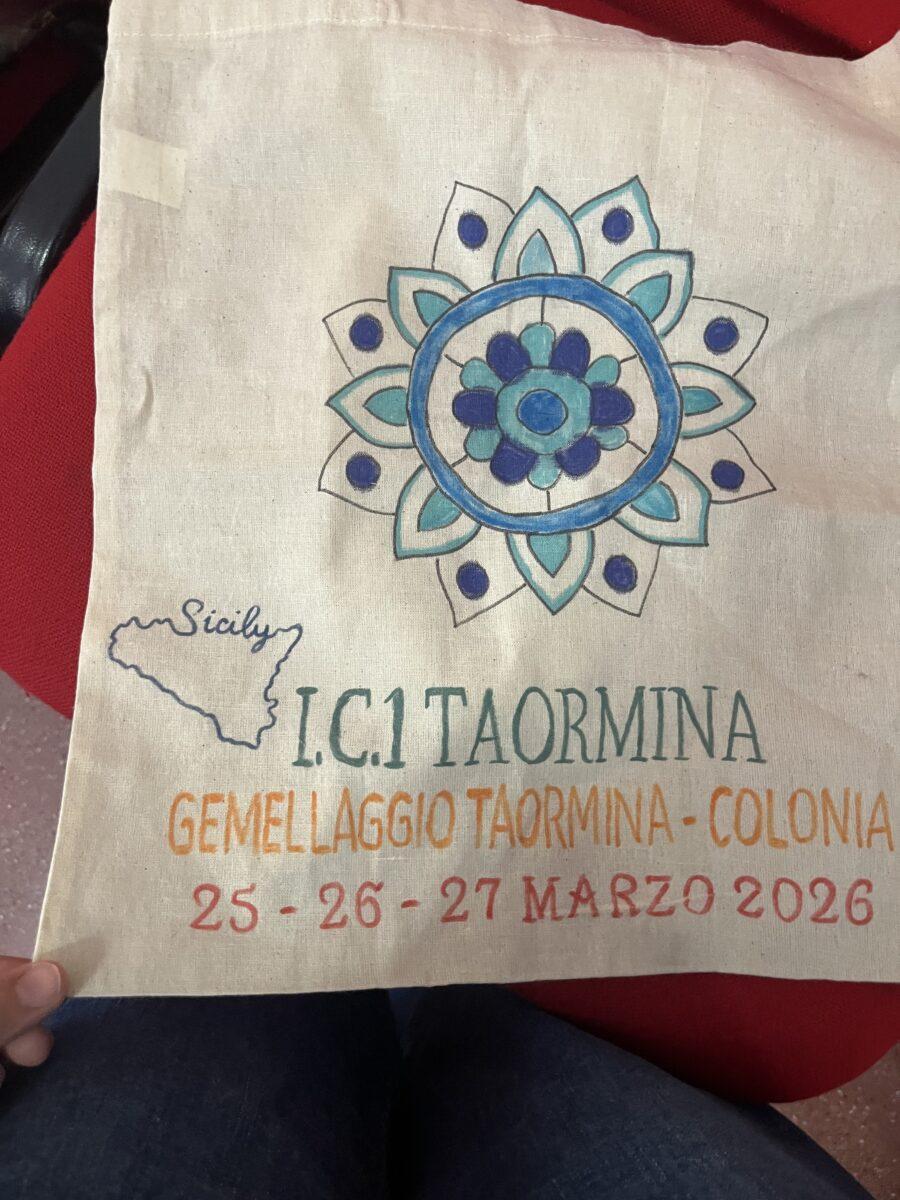 Sicily
I.C.1 TAORMINA
GEMELLAGGIO TAORMINA - COLONIA
25 - 26 - 27 MARZO 2026